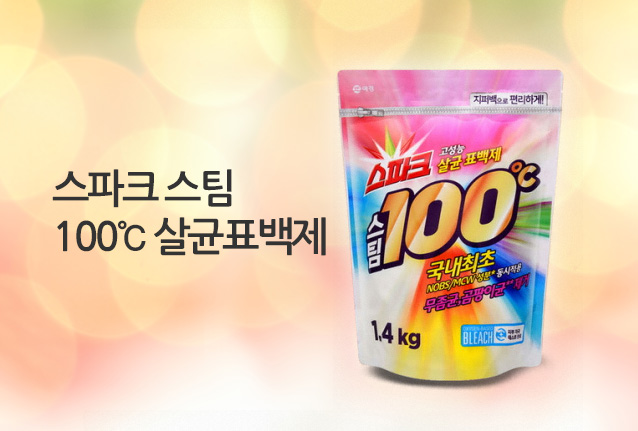 스파크 스팀
100℃ 살균표백제
애경
지퍼백으로 편리하게!
스파크
고성능
살균 표백제
스팀
100℃
국내최초
NOBS/MCW 성분* 동시적용
무좀균, 곰팡이균** 제거
1.4 kg
BLEACH